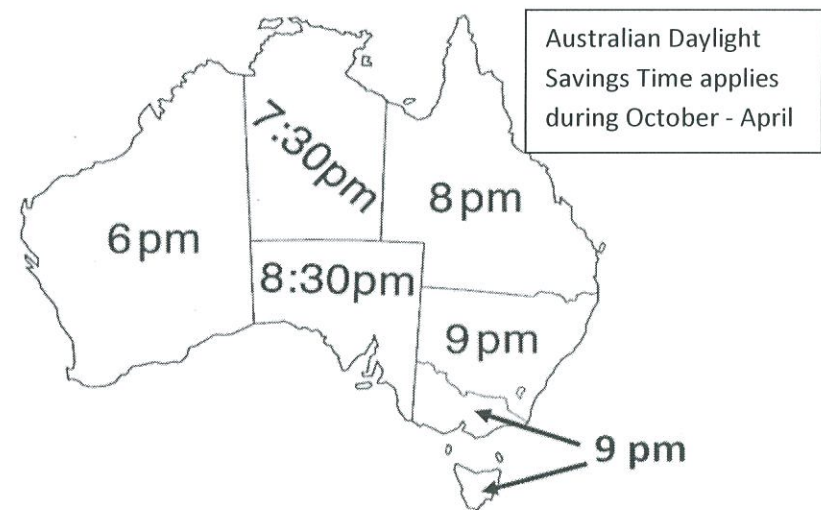 Australian Daylight
Savings Time applies
during October - April
7:30pm
8 pm
6 pm
8:30pm
9 pm
9 pm